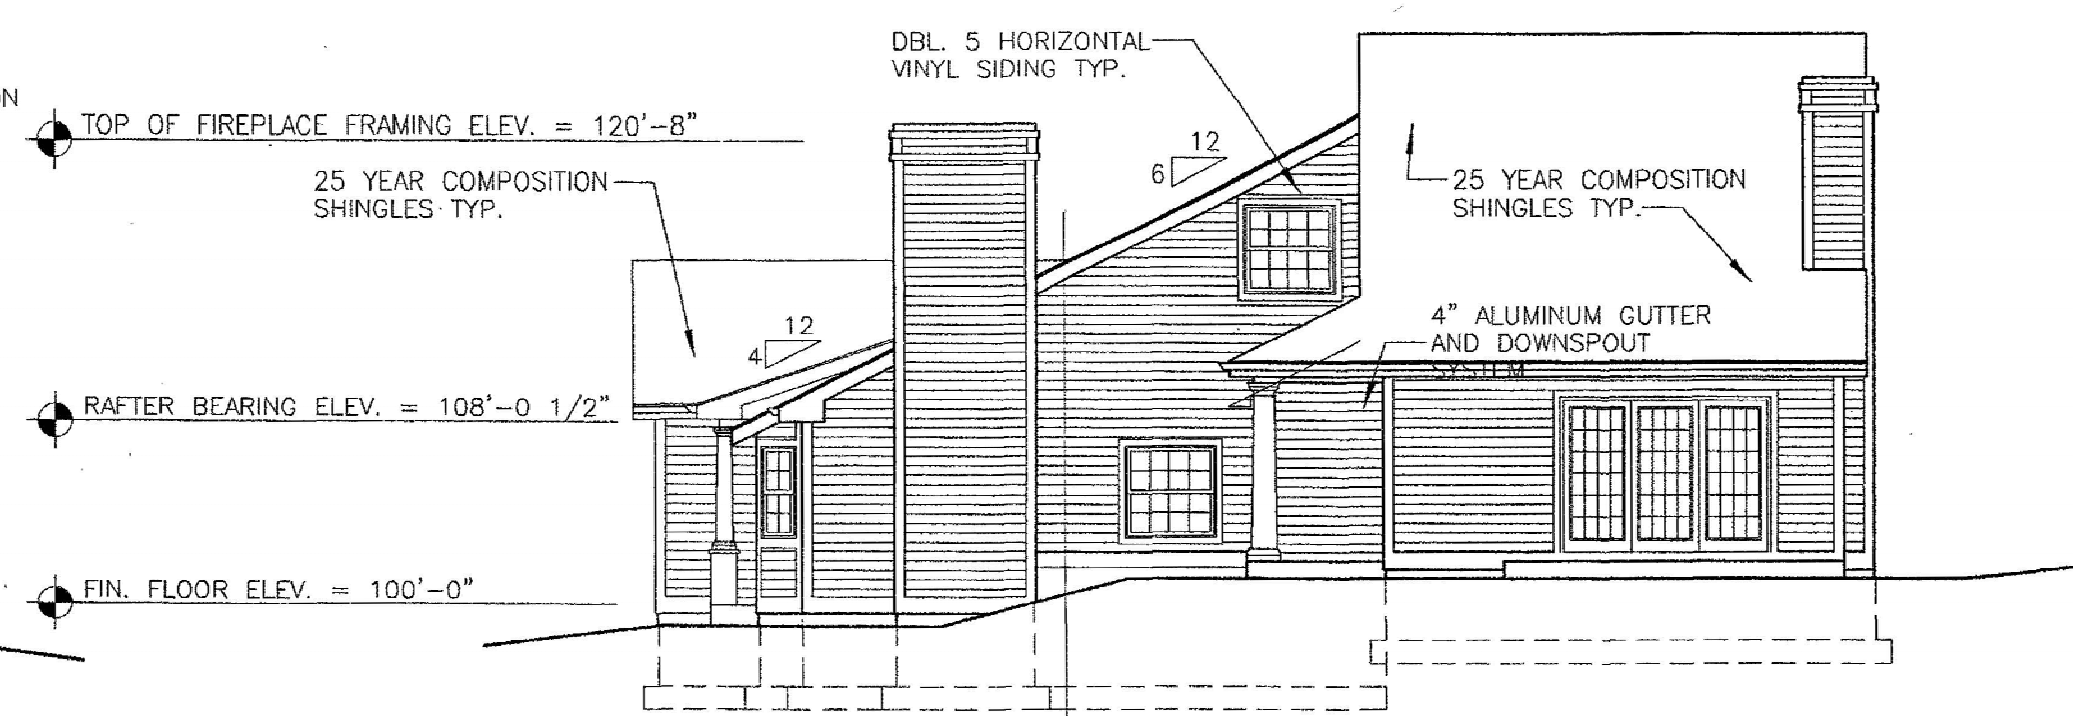 DBL. 5 HORIZONTAL
VINYL SIDING TYP.
ON
TOP OF FIREPLACE FRAMING ELEV. = 120'-8"
12
6
25 YEAR COMPOSITION
SHINGLES TYP.
25 YEAR COMPOSITION
SHINGLES TYP.
12
4
4" ALUMINUM GUTTER
AND DOWNSPOUT
SYSTEM
RAFTER BEARING ELEV. = 108'-0 1/2"
FIN. FLOOR ELEV. = 100'-0"